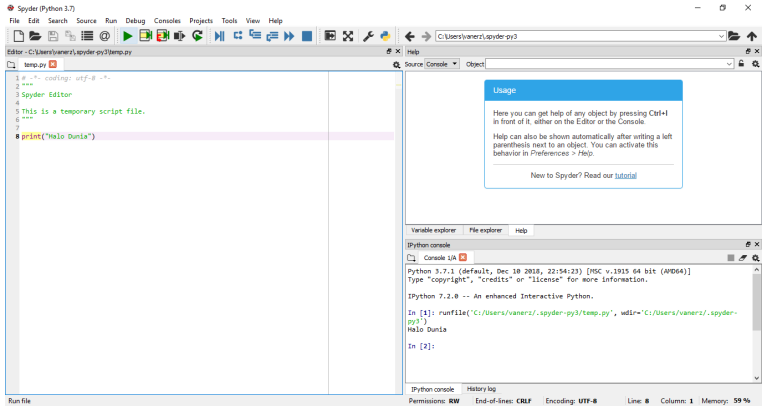 Spyder (Python 3.7)
File Edit Search Source Run Debug Consoles Projects Tools View Help
C:\Users\vanerz\.spyder-py3
Editor - C:\Users\vanerz\.spyder-py3\temp.py
temp.py
1 # -*- coding: utf-8 -*-
2 """
3 Spyder Editor
4
5 This is a temporary script file.
6 """
7
8 print("Halo Dunia")
Help
Source Console Object
Usage
Here you can get help of any object by pressing Ctrl+I
in front of it, either on the Editor or the Console.
Help can also be shown automatically after writing a left
parenthesis next to an object. You can activate this
behavior in Preferences > Help.
New to Spyder? Read our tutorial
Variable explorer File explorer Help
IPython console
Console 1/A
Python 3.7.1 (default, Dec 10 2018, 22:54:23) [MSC v.1915 64 bit (AMD64)]
Type "copyright", "credits" or "license" for more information.
IPython 7.2.0 -- An enhanced Interactive Python.
In [1]: runfile('C:/Users/vanerz/.spyder-py3/temp.py', wdir='C:/Users/vanerz/.spyder-
py3')
Halo Dunia
In [2]:
IPython console History log
Run file Permissions: RW End-of-lines: CRLF Encoding: UTF-8 Line: 8 Column: 1 Memory: 59 %